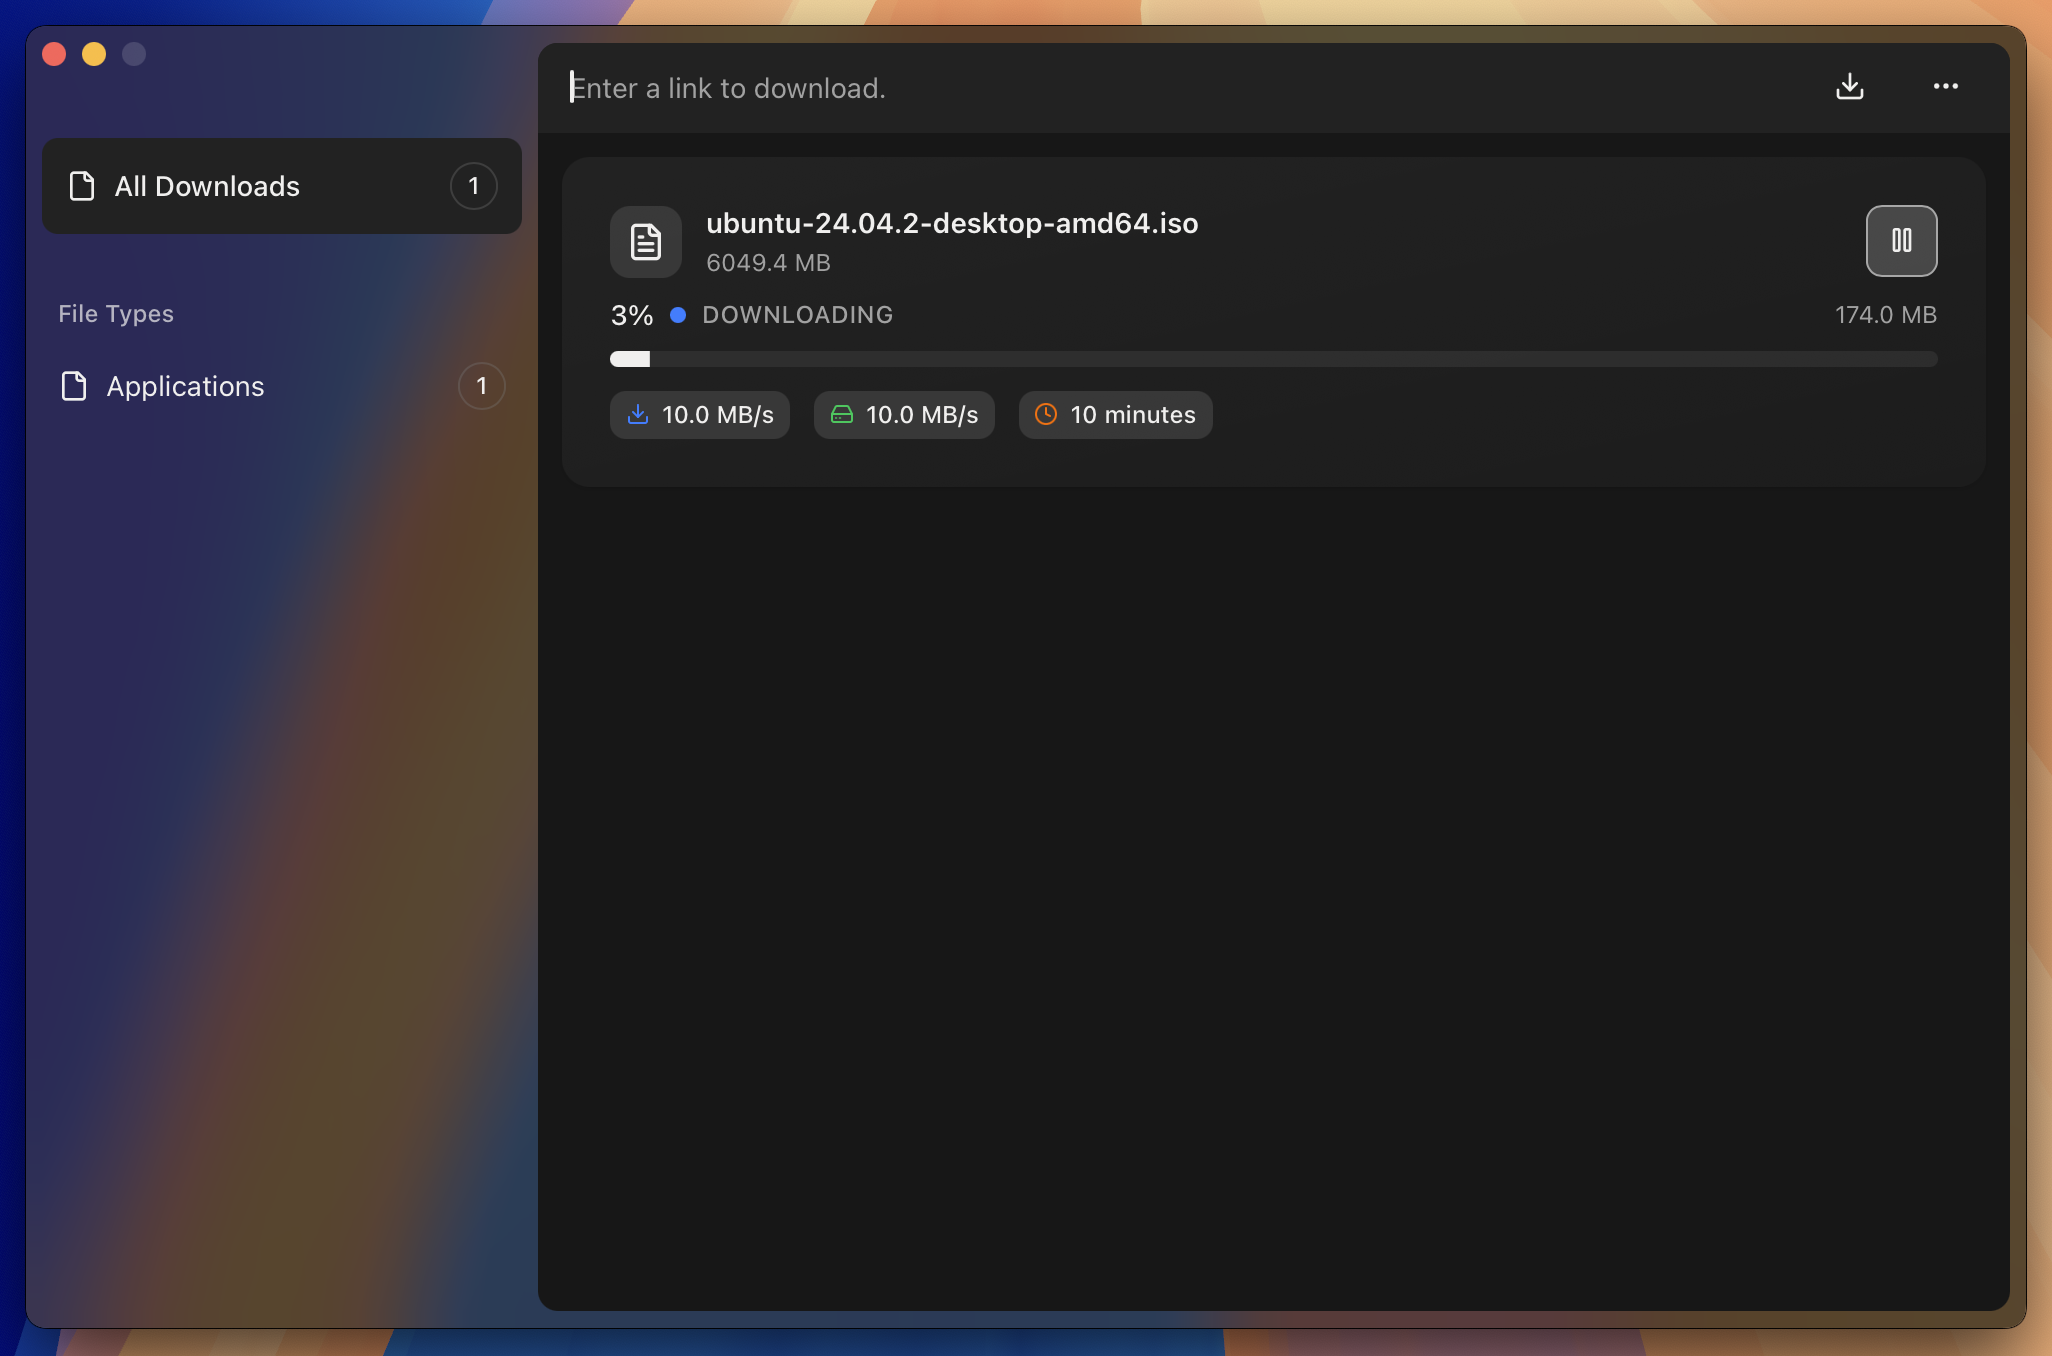 Enter a link to download.
All Downloads 1
File Types
Applications 1
ubuntu-24.04.2-desktop-amd64.iso
6049.4 MB
3% DOWNLOADING 174.0 MB
10.0 MB/s 10.0 MB/s 10 minutes